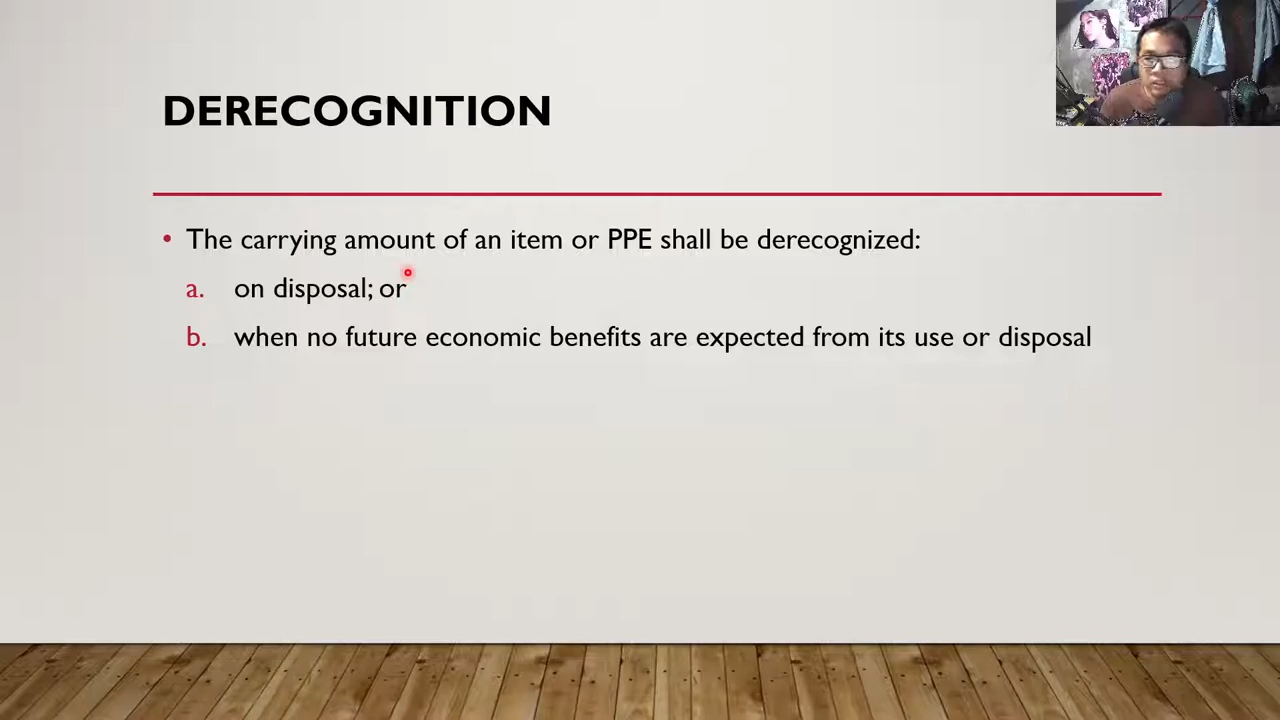 DERECOGNITION
• The carrying amount of an item or PPE shall be derecognized:
a. on disposal; or
b. when no future economic benefits are expected from its use or disposal